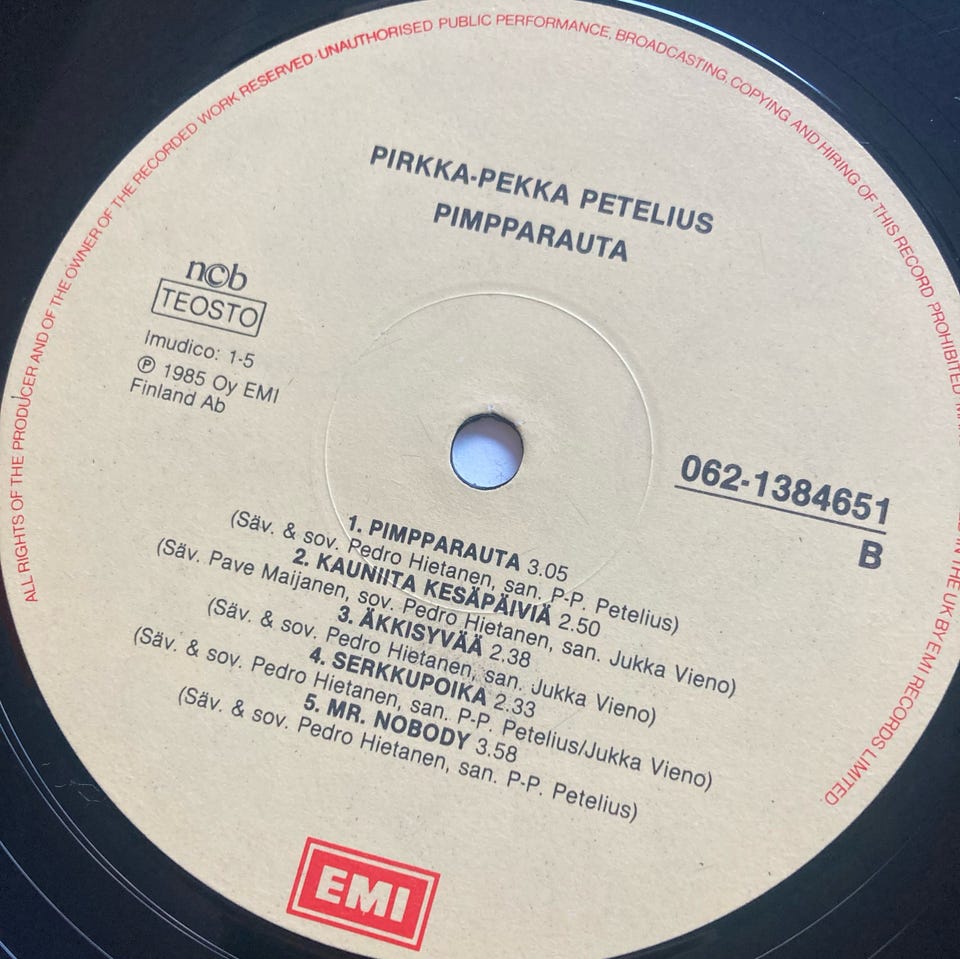 ALL RIGHTS OF THE PRODUCER AND OF THE OWNER OF THE RECORDED WORK RESERVED·UNAUTHORISED PUBLIC PERFORMANCE, BROADCASTING, COPYING AND HIRING OF THIS RECORD PROHIBITED IN THE UK BY EMI RECORDS LIMITED.
PIRKKA-PEKKA PETELIUS
PIMPPARAUTA
n©b
TEOSTO
Imudico: 1-5
℗ 1985 Oy EMI
Finland Ab
062-1384651
B
1. PIMPPARAUTA 3.05
(Säv. & sov. Pedro Hietanen, san. P-P. Petelius)
2. KAUNIITA KESÄPÄIVIÄ 2.50
(Säv. Pave Maijanen, sov. Pedro Hietanen, san. Jukka Vieno)
3. ÄKKISYVÄÄ 2.38
(Säv. & sov. Pedro Hietanen, san. Jukka Vieno)
4. SERKKUPOIKA 2.33
(Säv. & sov. Pedro Hietanen, san. P-P. Petelius/Jukka Vieno)
5. MR. NOBODY 3.58
(Säv. & sov. Pedro Hietanen, san. P-P. Petelius)
EMI